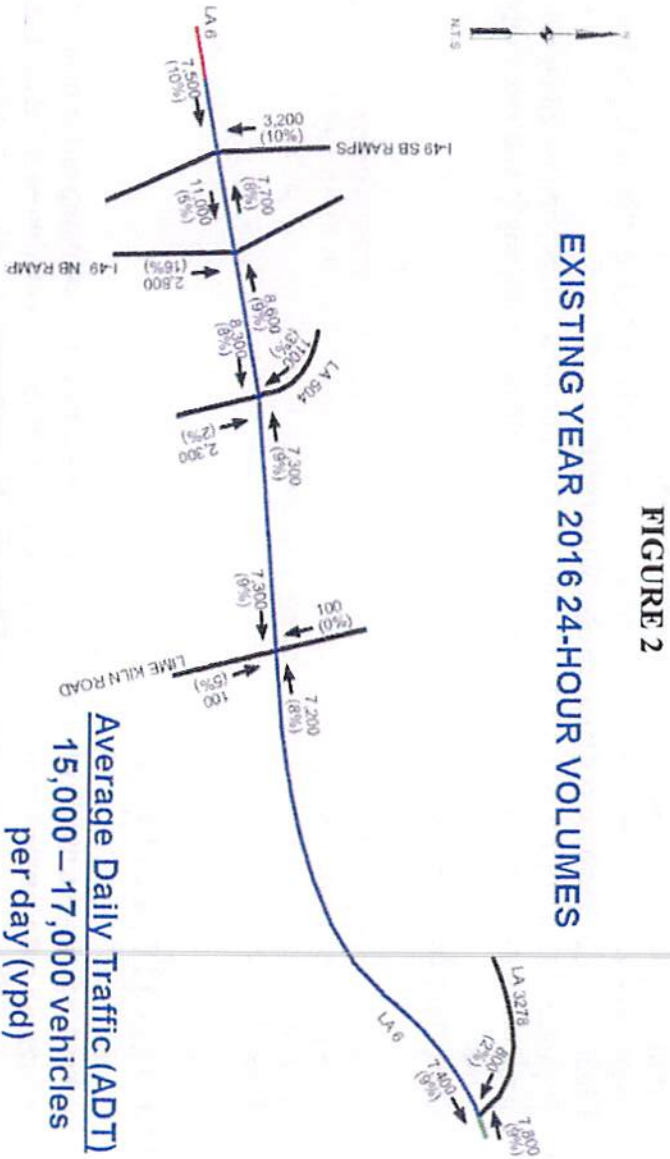 FIGURE 2
EXISTING YEAR 2016 24-HOUR VOLUMES
N.T.S
LA 6
7,500
(10%)
3,200
(10%)
I-49 SB RAMPS
7,700
(8%)
11,000
(5%)
I-49 NB RAMP
2,800
(16%)
8,600
(9%)
8,300
(8%)
1,100
(3%)
LA 504
2,300
(2%)
7,300
(9%)
7,300
(9%)
100
(0%)
LIME KILN ROAD
100
(5%)
7,200
(8%)
LA 6
LA 3278
800
(2%)
7,400
(9%)
7,800
(9%)
Average Daily Traffic (ADT)
15,000 – 17,000 vehicles
per day (vpd)